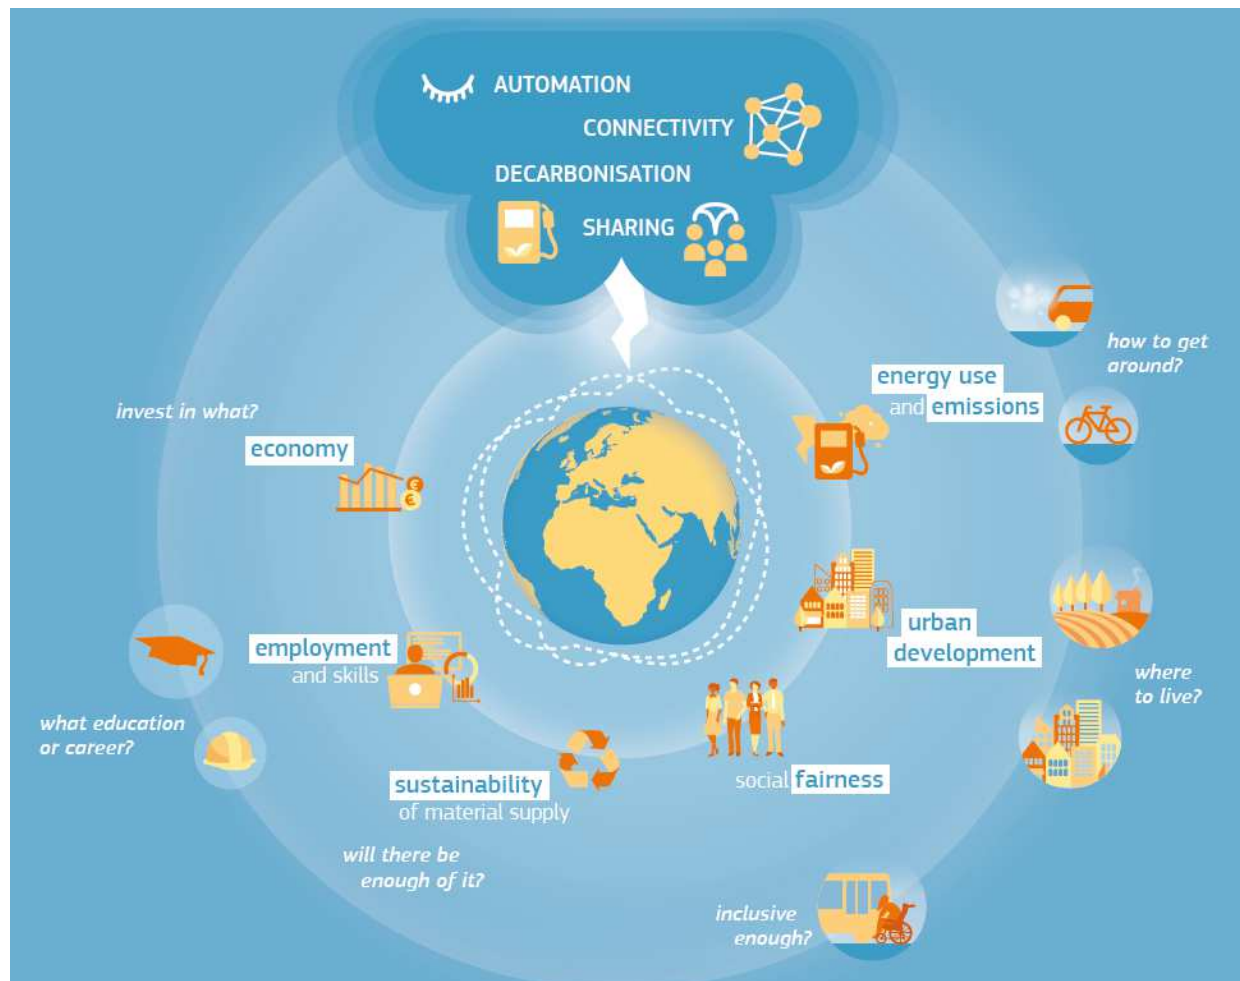 AUTOMATION
CONNECTIVITY
DECARBONISATION
SHARING
how to get
around?
energy use
and emissions
invest in what?
economy
€
€
urban
development
employment
and skills
where
to live?
what education
or career?
social fairness
sustainability
of material supply
will there be
enough of it?
inclusive
enough?